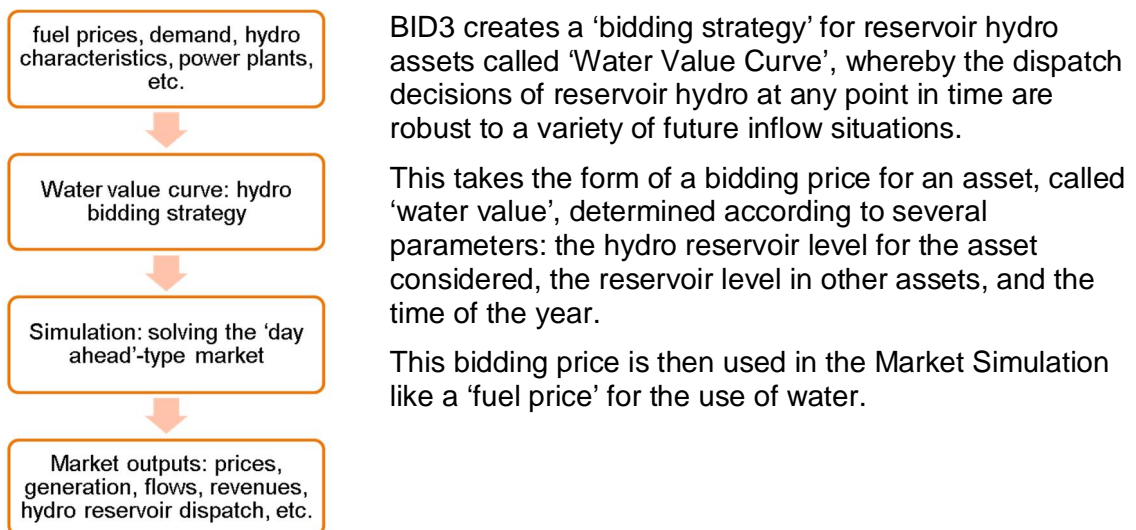 fuel prices, demand, hydro
characteristics, power plants,
etc.
Water value curve: hydro
bidding strategy
Simulation: solving the ‘day
ahead’-type market
Market outputs: prices,
generation, flows, revenues,
hydro reservoir dispatch, etc.
BID3 creates a ‘bidding strategy’ for reservoir hydro
assets called ‘Water Value Curve’, whereby the dispatch
decisions of reservoir hydro at any point in time are
robust to a variety of future inflow situations.
This takes the form of a bidding price for an asset, called
‘water value’, determined according to several
parameters: the hydro reservoir level for the asset
considered, the reservoir level in other assets, and the
time of the year.
This bidding price is then used in the Market Simulation
like a ‘fuel price’ for the use of water.